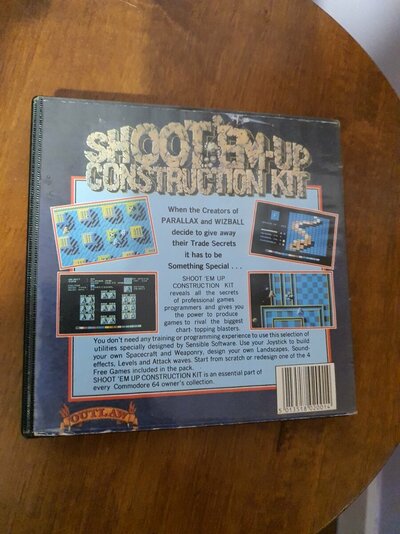 SHOOT'EM-UP
CONSTRUCTION KIT
When the Creators of
PARALLAX and WIZBALL
decide to give away
their Trade Secrets
it has to be
Something Special . . .
SHOOT 'EM UP
CONSTRUCTION KIT
reveals all the secrets
of professional games
programmers and gives you
the power to produce
games to rival the biggest
chart- topping blasters.
You don't need any training or programming experience to use this selection of
utilities specially designed by Sensible Software. Use your Joystick to build
your own Spacecraft and Weaponry, design your own Landscapes, Sound-
effects, Levels and Attack waves. Start from scratch or redesign one of the 4
Free Games included in the pack.
SHOOT 'EM UP CONSTRUCTION KIT is an essential part of
every Commodore 64 owner's collection.
OUTLAW
5 013518 020014